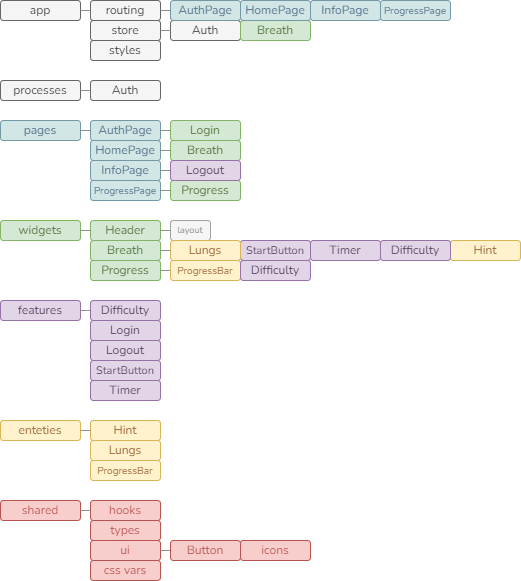 app routing AuthPage HomePage InfoPage ProgressPage
store Auth Breath
styles
processes Auth
pages AuthPage Login
HomePage Breath
InfoPage Logout
ProgressPage Progress
widgets Header layout
Breath Lungs StartButton Timer Difficulty Hint
Progress ProgressBar Difficulty
features Difficulty
Login
Logout
StartButton
Timer
enteties Hint
Lungs
ProgressBar
shared hooks
types
ui Button icons
css vars